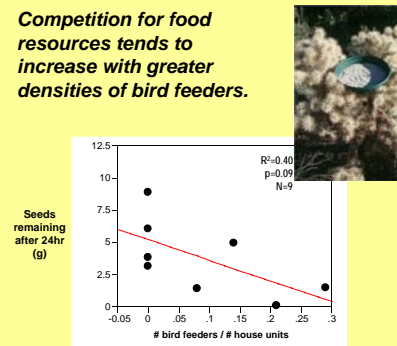 Competition for food
resources tends to
increase with greater
densities of bird feeders.
12.5
10
7.5
5
2.5
0
R²=0.40
p=0.09
N=9
Seeds
remaining
after 24hr
(g)
-0.05 0 .05 .1 .15 .2 .25 .3
# bird feeders / # house units